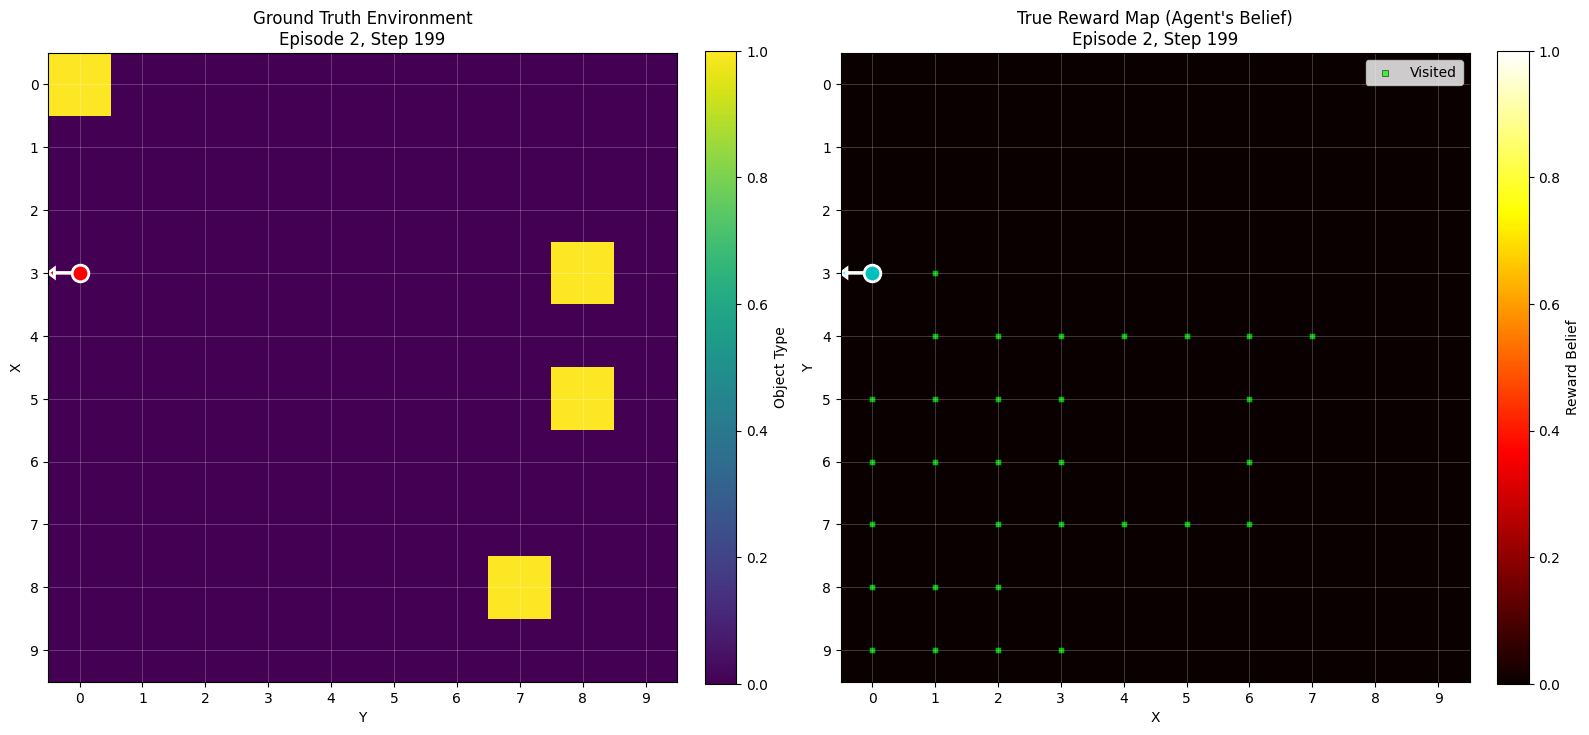 Ground Truth Environment
Episode 2, Step 199
X
0
1
2
3
4
5
6
7
8
9
0 1 2 3 4 5 6 7 8 9
Y
1.0
0.8
0.6
0.4
0.2
0.0
Object Type
True Reward Map (Agent's Belief)
Episode 2, Step 199
Visited
Y
0
1
2
3
4
5
6
7
8
9
0 1 2 3 4 5 6 7 8 9
X
1.0
0.8
0.6
0.4
0.2
0.0
Reward Belief